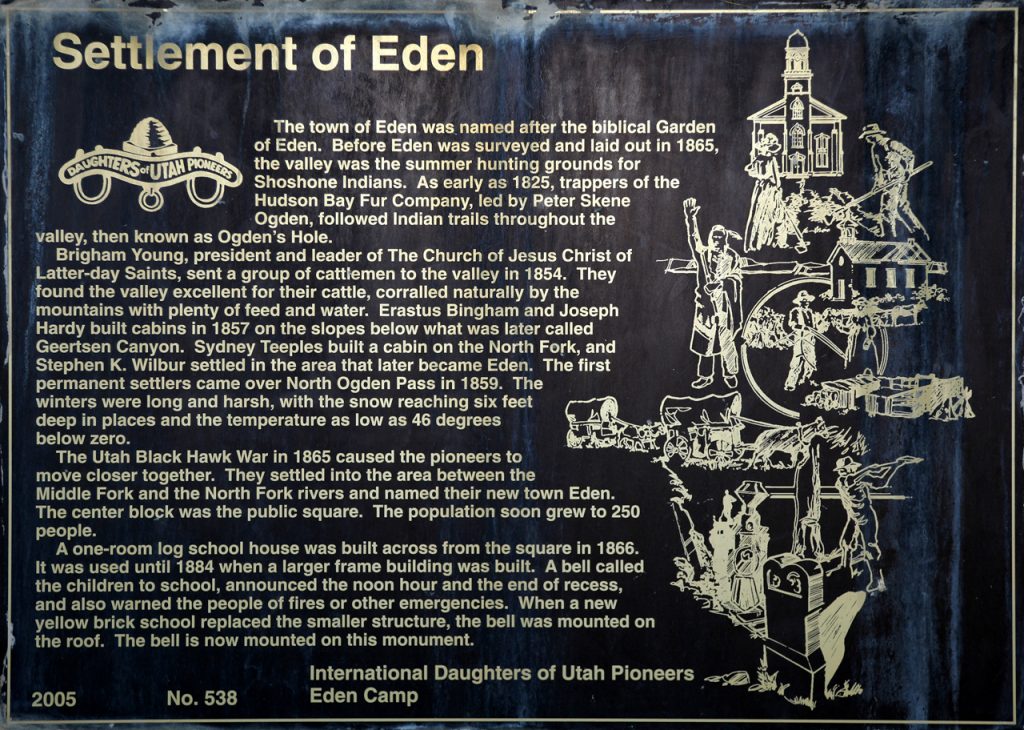 Settlement of Eden
DAUGHTERS of UTAH PIONEERS
The town of Eden was named after the biblical Garden
of Eden. Before Eden was surveyed and laid out in 1865,
the valley was the summer hunting grounds for
Shoshone Indians. As early as 1825, trappers of the
Hudson Bay Fur Company, led by Peter Skene
Ogden, followed Indian trails throughout the
valley, then known as Ogden's Hole.
Brigham Young, president and leader of The Church of Jesus Christ of
Latter-day Saints, sent a group of cattlemen to the valley in 1854. They
found the valley excellent for their cattle, corralled naturally by the
mountains with plenty of feed and water. Erastus Bingham and Joseph
Hardy built cabins in 1857 on the slopes below what was later called
Geertsen Canyon. Sydney Teeples built a cabin on the North Fork, and
Stephen K. Wilbur settled in the area that later became Eden. The first
permanent settlers came over North Ogden Pass in 1859. The
winters were long and harsh, with the snow reaching six feet
deep in places and the temperature as low as 46 degrees
below zero.
The Utah Black Hawk War in 1865 caused the pioneers to
move closer together. They settled into the area between the
Middle Fork and the North Fork rivers and named their new town Eden.
The center block was the public square. The population soon grew to 250
people.
A one-room log school house was built across from the square in 1866.
It was used until 1884 when a larger frame building was built. A bell called
the children to school, announced the noon hour and the end of recess,
and also warned the people of fires or other emergencies. When a new
yellow brick school replaced the smaller structure, the bell was mounted on
the roof. The bell is now mounted on this monument.
International Daughters of Utah Pioneers
2005 No. 538 Eden Camp